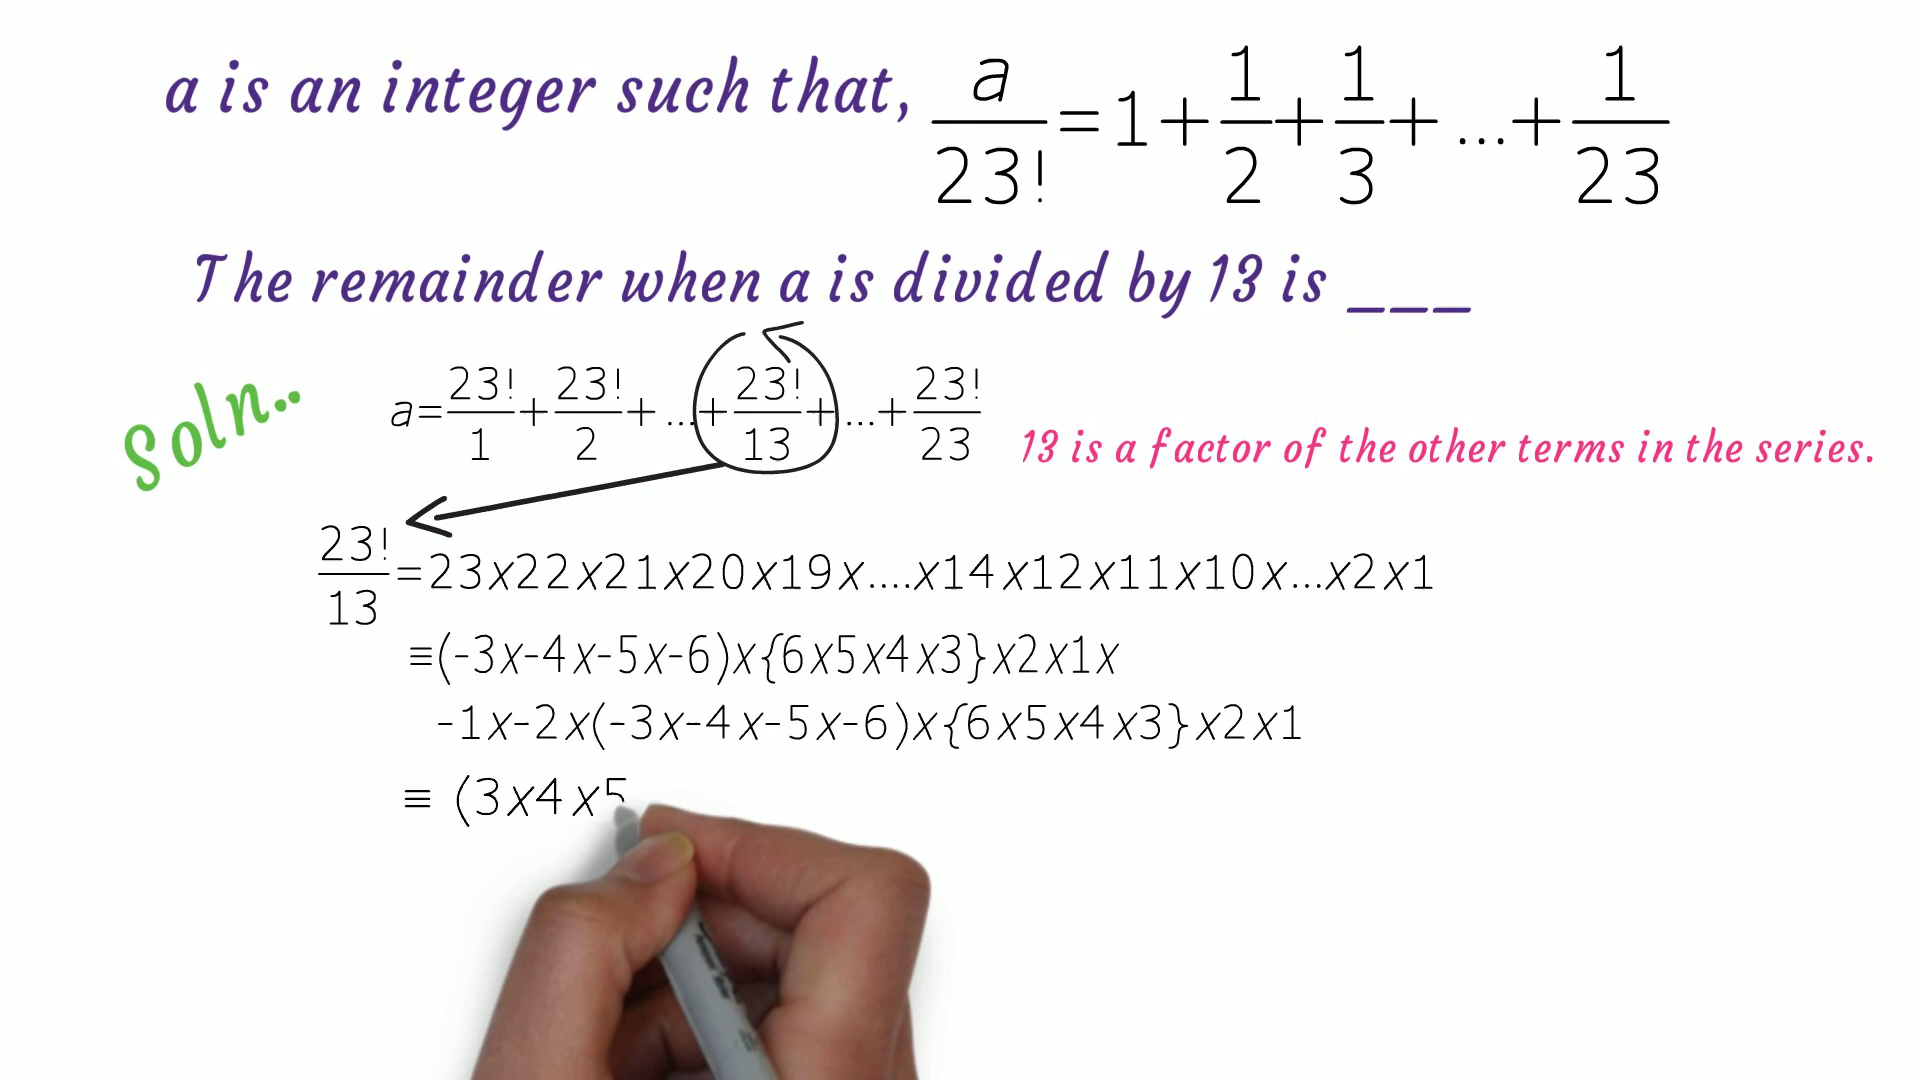 a is an integer such that, a/23! = 1 + 1/2 + 1/3 + ... + 1/23
The remainder when a is divided by 13 is ___
Soln..
a = 23!/1 + 23!/2 + ... + 23!/13 + ... + 23!/23
13 is a factor of the other terms in the series.
23!/13 = 23x22x21x20x19x....x14x12x11x10x...x2x1
≡(-3x-4x-5x-6)x{6x5x4x3}x2x1x
-1x-2x(-3x-4x-5x-6)x{6x5x4x3}x2x1
≡ (3x4x5